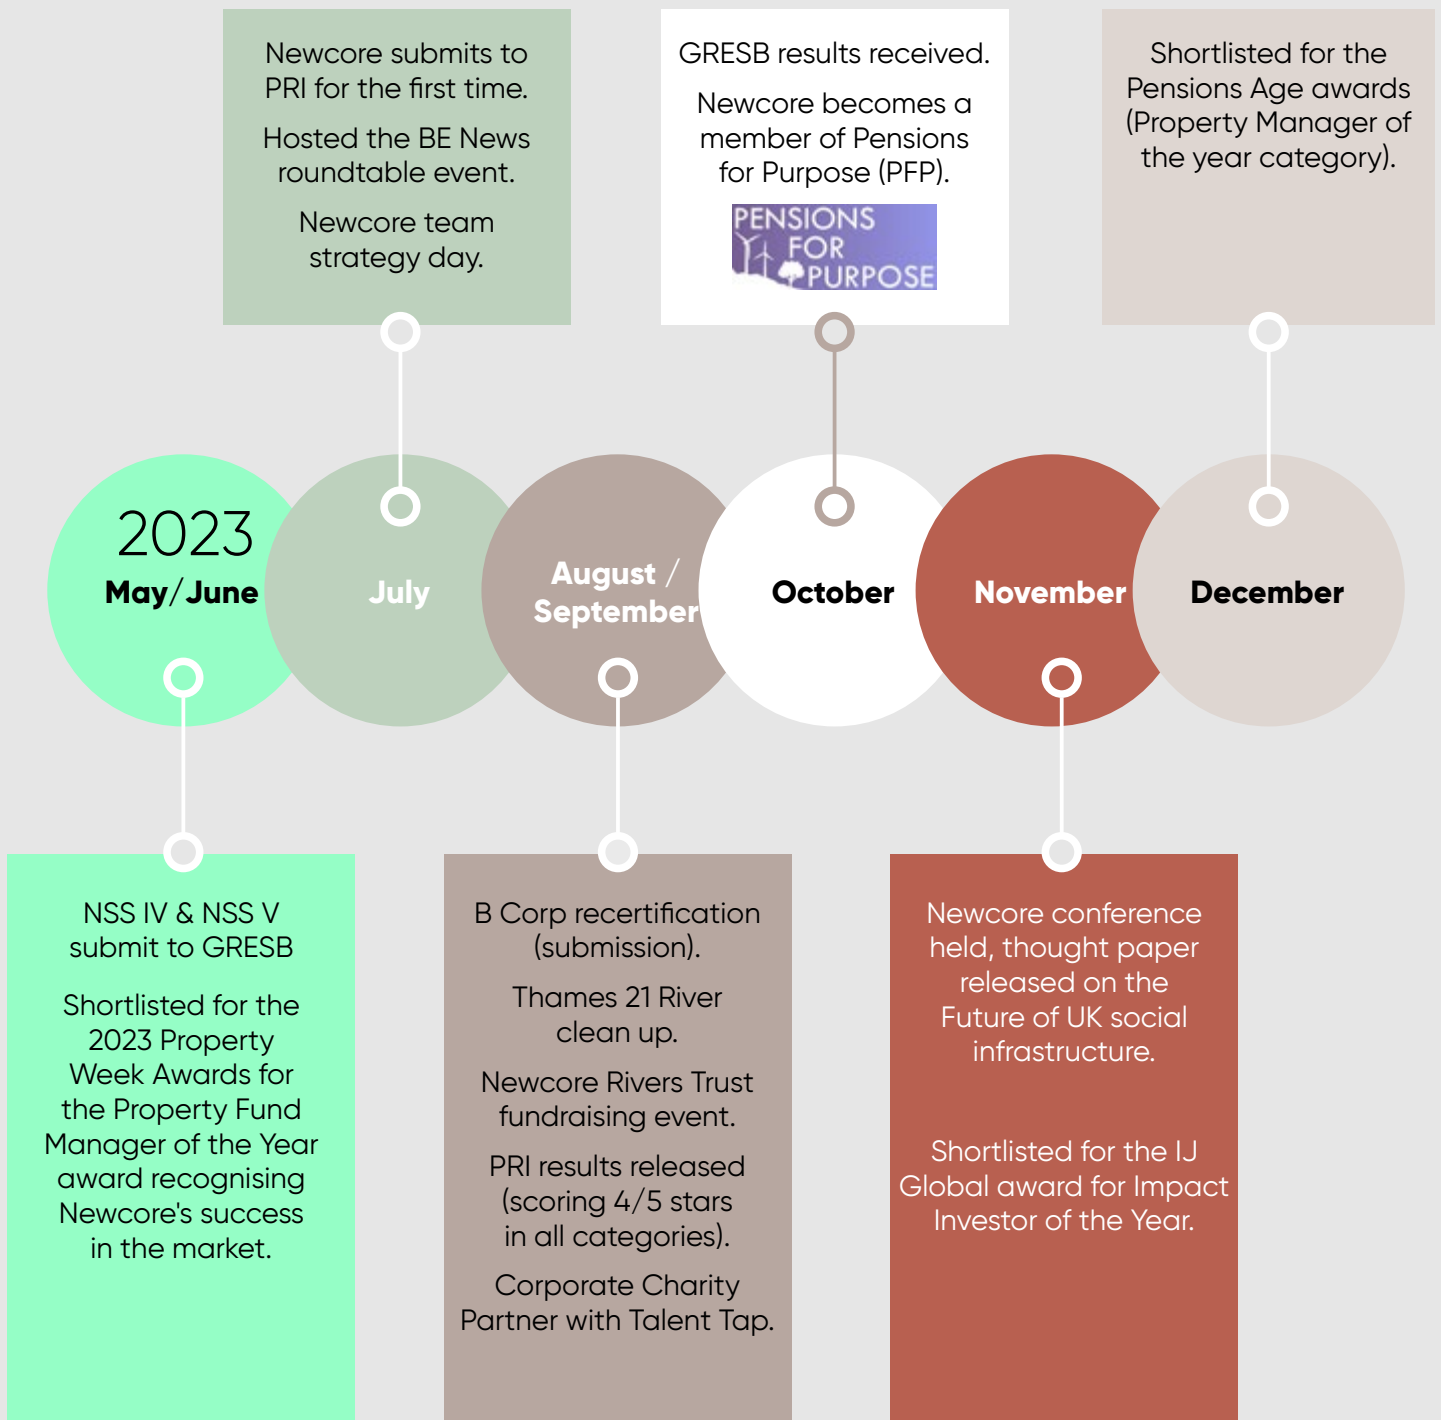 Newcore submits to
PRI for the first time.
Hosted the BE News
roundtable event.
Newcore team
strategy day.
GRESB results received.
Newcore becomes a
member of Pensions
for Purpose (PFP).
PENSIONS
FOR
PURPOSE
Shortlisted for the
Pensions Age awards
(Property Manager of
the year category).
2023
May/June
July
August /
September
October
November
December
NSS IV & NSS V
submit to GRESB
Shortlisted for the
2023 Property
Week Awards for
the Property Fund
Manager of the Year
award recognising
Newcore's success
in the market.
B Corp recertification
(submission).
Thames 21 River
clean up.
Newcore Rivers Trust
fundraising event.
PRI results released
(scoring 4/5 stars
in all categories).
Corporate Charity
Partner with Talent Tap.
Newcore conference
held, thought paper
released on the
Future of UK social
infrastructure.
Shortlisted for the IJ
Global award for Impact
Investor of the Year.